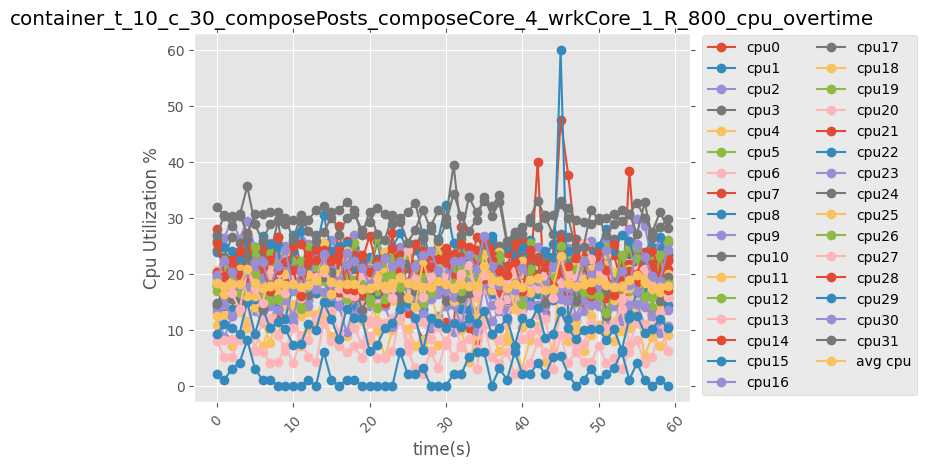 container_t_10_c_30_composePosts_composeCore_4_wrkCore_1_R_800_cpu_overtime
Cpu Utilization %
60
50
40
30
20
10
0
0
10
20
30
40
50
60
time(s)
cpu0
cpu1
cpu2
cpu3
cpu4
cpu5
cpu6
cpu7
cpu8
cpu9
cpu10
cpu11
cpu12
cpu13
cpu14
cpu15
cpu16
cpu17
cpu18
cpu19
cpu20
cpu21
cpu22
cpu23
cpu24
cpu25
cpu26
cpu27
cpu28
cpu29
cpu30
cpu31
avg cpu